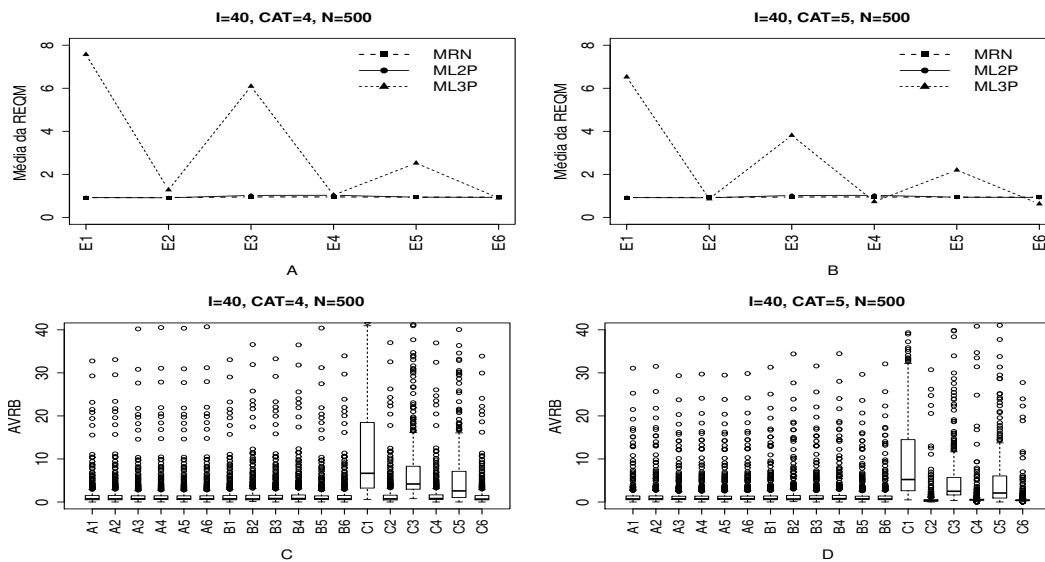 I=40, CAT=4, N=500
Média da REQM
8
6
4
2
0
MRN
ML2P
ML3P
E1
E2
E3
E4
E5
E6
A
I=40, CAT=5, N=500
Média da REQM
8
6
4
2
0
MRN
ML2P
ML3P
E1
E2
E3
E4
E5
E6
B
I=40, CAT=4, N=500
AVRB
40
30
20
10
0
A1
A2
A3
A4
A5
A6
B1
B2
B3
B4
B5
B6
C1
C2
C3
C4
C5
C6
C
I=40, CAT=5, N=500
AVRB
40
30
20
10
0
A1
A2
A3
A4
A5
A6
B1
B2
B3
B4
B5
B6
C1
C2
C3
C4
C5
C6
D